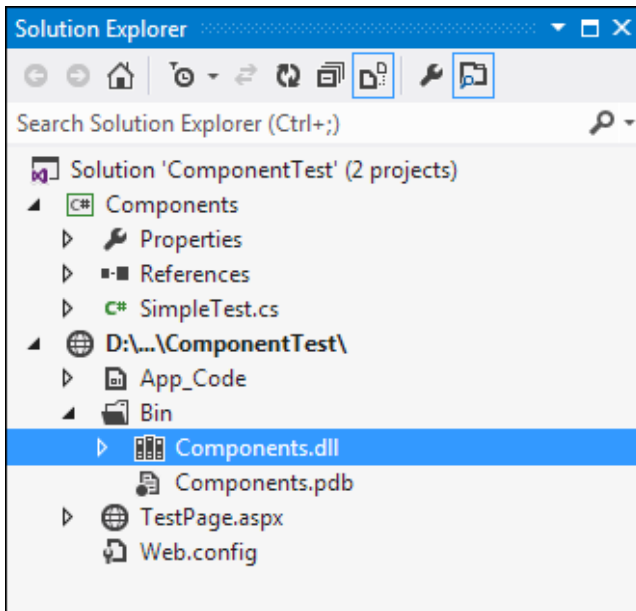 Solution Explorer
Search Solution Explorer (Ctrl+;)
Solution 'ComponentTest' (2 projects)
C# Components
Properties
References
C# SimpleTest.cs
D:\...\ComponentTest\
App_Code
Bin
Components.dll
Components.pdb
TestPage.aspx
Web.config